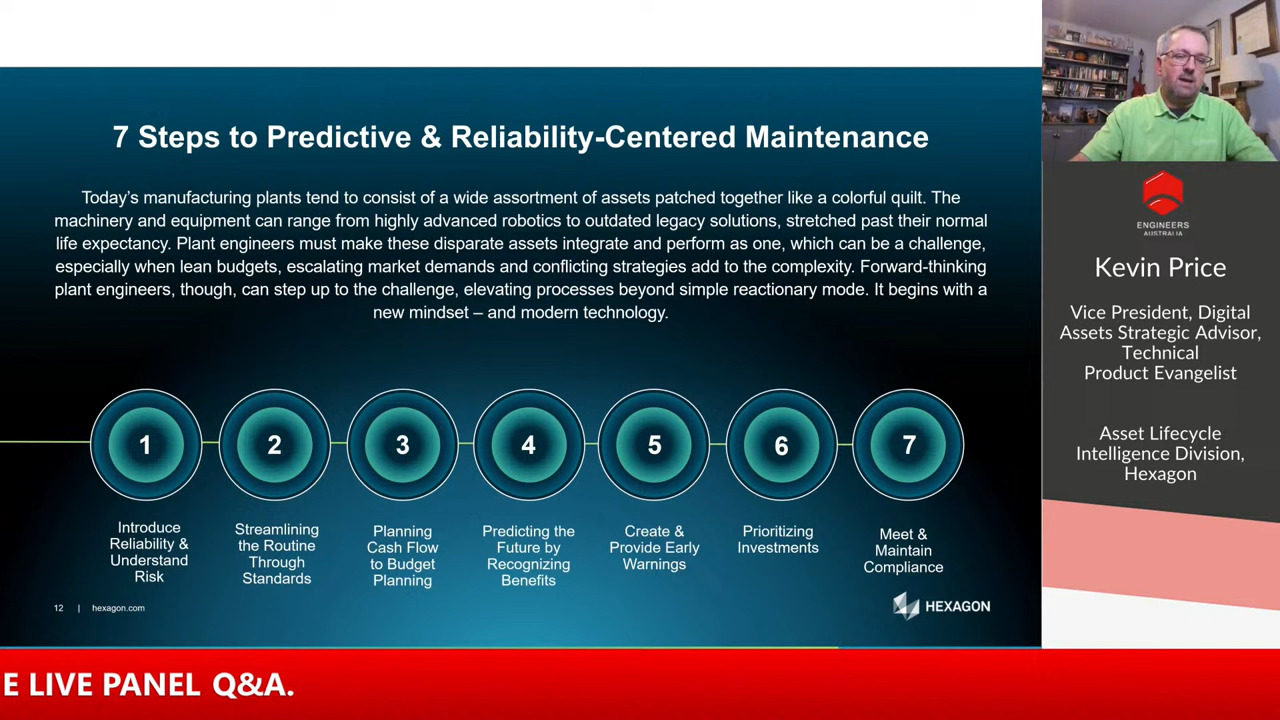 7 Steps to Predictive & Reliability-Centered Maintenance
Today's manufacturing plants tend to consist of a wide assortment of assets patched together like a colorful quilt. The
machinery and equipment can range from highly advanced robotics to outdated legacy solutions, stretched past their normal
life expectancy. Plant engineers must make these disparate assets integrate and perform as one, which can be a challenge,
especially when lean budgets, escalating market demands and conflicting strategies add to the complexity. Forward-thinking
plant engineers, though, can step up to the challenge, elevating processes beyond simple reactionary mode. It begins with a
new mindset – and modern technology.
1
Introduce
Reliability &
Understand
Risk
2
Streamlining
the Routine
Through
Standards
3
Planning
Cash Flow
to Budget
Planning
4
Predicting the
Future by
Recognizing
Benefits
5
Create &
Provide Early
Warnings
6
Prioritizing
Investments
7
Meet &
Maintain
Compliance
12 | hexagon.com
HEXAGON
ENGINEERS
AUSTRALIA
Kevin Price
Vice President, Digital
Assets Strategic Advisor,
Technical
Product Evangelist
Asset Lifecycle
Intelligence Division,
Hexagon
E LIVE PANEL Q&A.